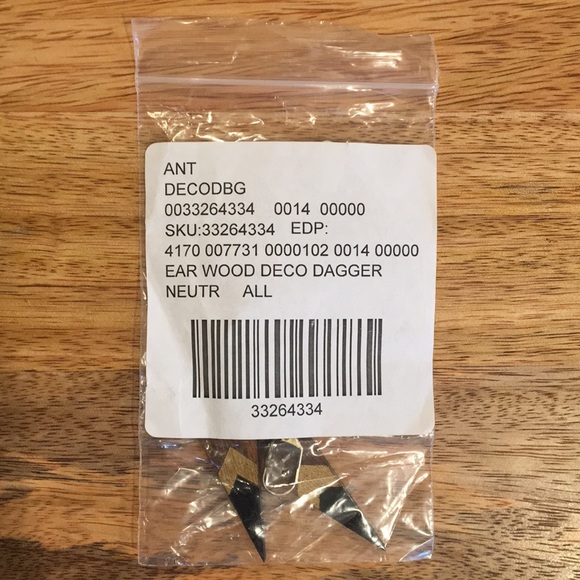 ANT
DECODBG
0033264334 0014 00000
SKU:33264334 EDP:
4170 007731 0000102 0014 00000
EAR WOOD DECO DAGGER
NEUTR ALL
33264334